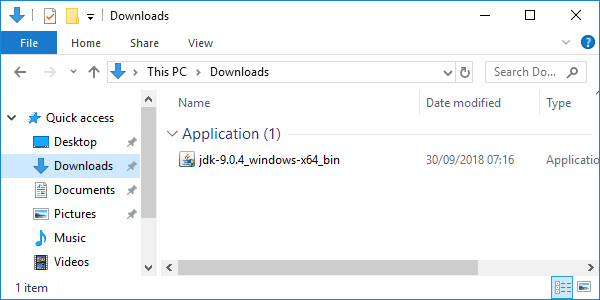 Downloads
File Home Share View
This PC > Downloads
Search Do...
Name Date modified Type
Quick access
Application (1)
Desktop
jdk-9.0.4_windows-x64_bin 30/09/2018 07:16 Applicatio
Downloads
Documents
Pictures
Music
Videos
1 item